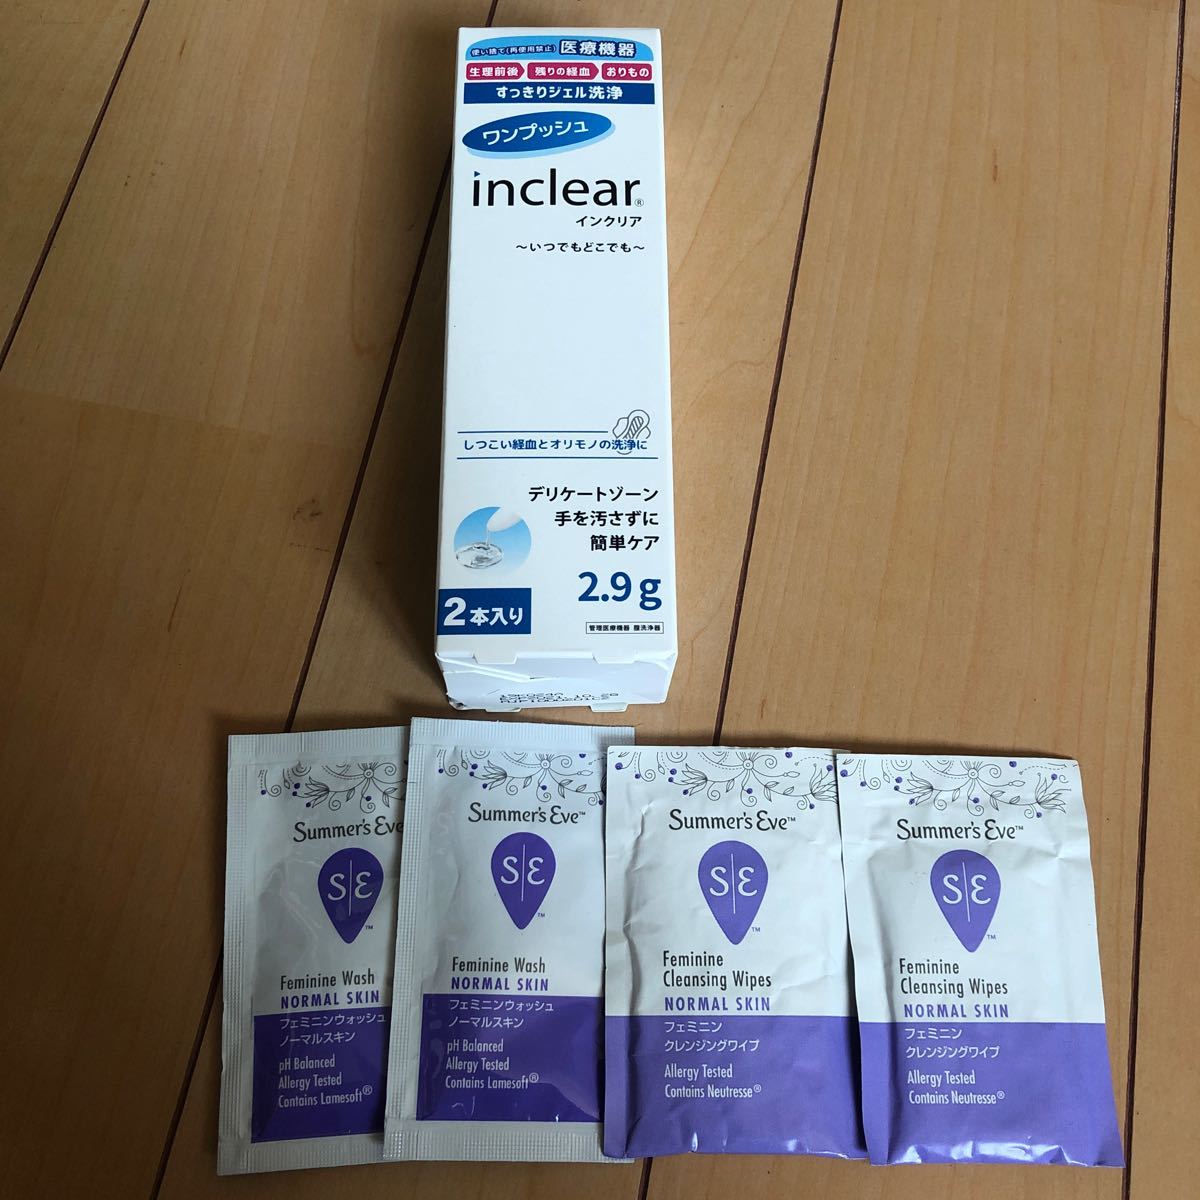 使い捨て(再使用禁止) 医療機器
生理前後 残りの経血 おりもの
すっきりジェル洗浄
ワンプッシュ
inclear®
インクリア
~いつでもどこでも~
しつこい経血とオリモノの洗浄に
デリケートゾーン
手を汚さずに
簡単ケア
2.9g
2本入り
管理医療機器 膣洗浄器
Summer's Eve
S|E™
Feminine Wash
NORMAL SKIN
フェミニンウォッシュ
ノーマルスキン
pH Balanced
Allergy Tested
Contains Lamesoft®
Summer's Eve™
S|E™
Feminine Wash
NORMAL SKIN
フェミニンウォッシュ
ノーマルスキン
pH Balanced
Allergy Tested
Contains Lamesoft®
Summer's Eve™
S|E™
Feminine
Cleansing Wipes
NORMAL SKIN
フェミニン
クレンジングワイプ
Allergy Tested
Contains Neutresse®
Summer's Eve™
S|E™
Feminine
Cleansing Wipes
NORMAL SKIN
フェミニン
クレンジングワイプ
Allergy Tested
Contains Neutresse®